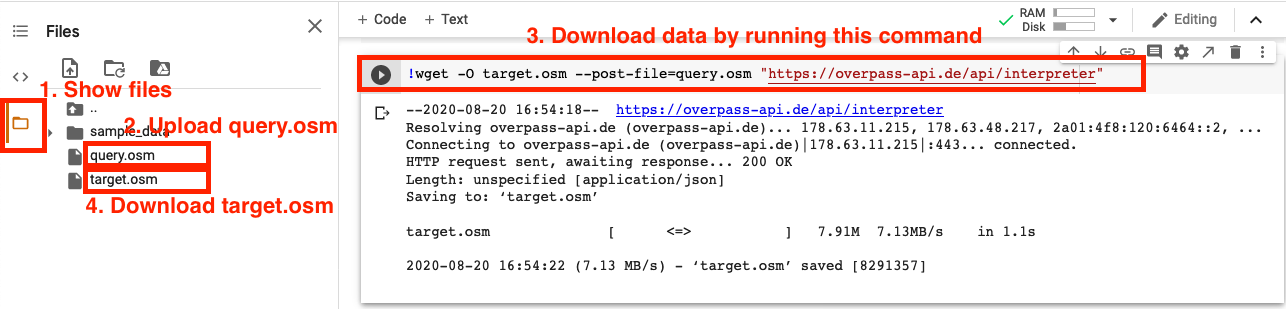 Files
+ Code + Text
RAM
Disk
Editing
3. Download data by running this command
1. Show files
..
sample_data
2. Upload query.osm
query.osm
target.osm
4. Download target.osm
!wget -O target.osm --post-file=query.osm "https://overpass-api.de/api/interpreter"
--2020-08-20 16:54:18-- https://overpass-api.de/api/interpreter
Resolving overpass-api.de (overpass-api.de)... 178.63.11.215, 178.63.48.217, 2a01:4f8:120:6464::2, ...
Connecting to overpass-api.de (overpass-api.de)|178.63.11.215|:443... connected.
HTTP request sent, awaiting response... 200 OK
Length: unspecified [application/json]
Saving to: ‘target.osm’
target.osm [ <=> ] 7.91M 7.13MB/s in 1.1s
2020-08-20 16:54:22 (7.13 MB/s) - ‘target.osm’ saved [8291357]